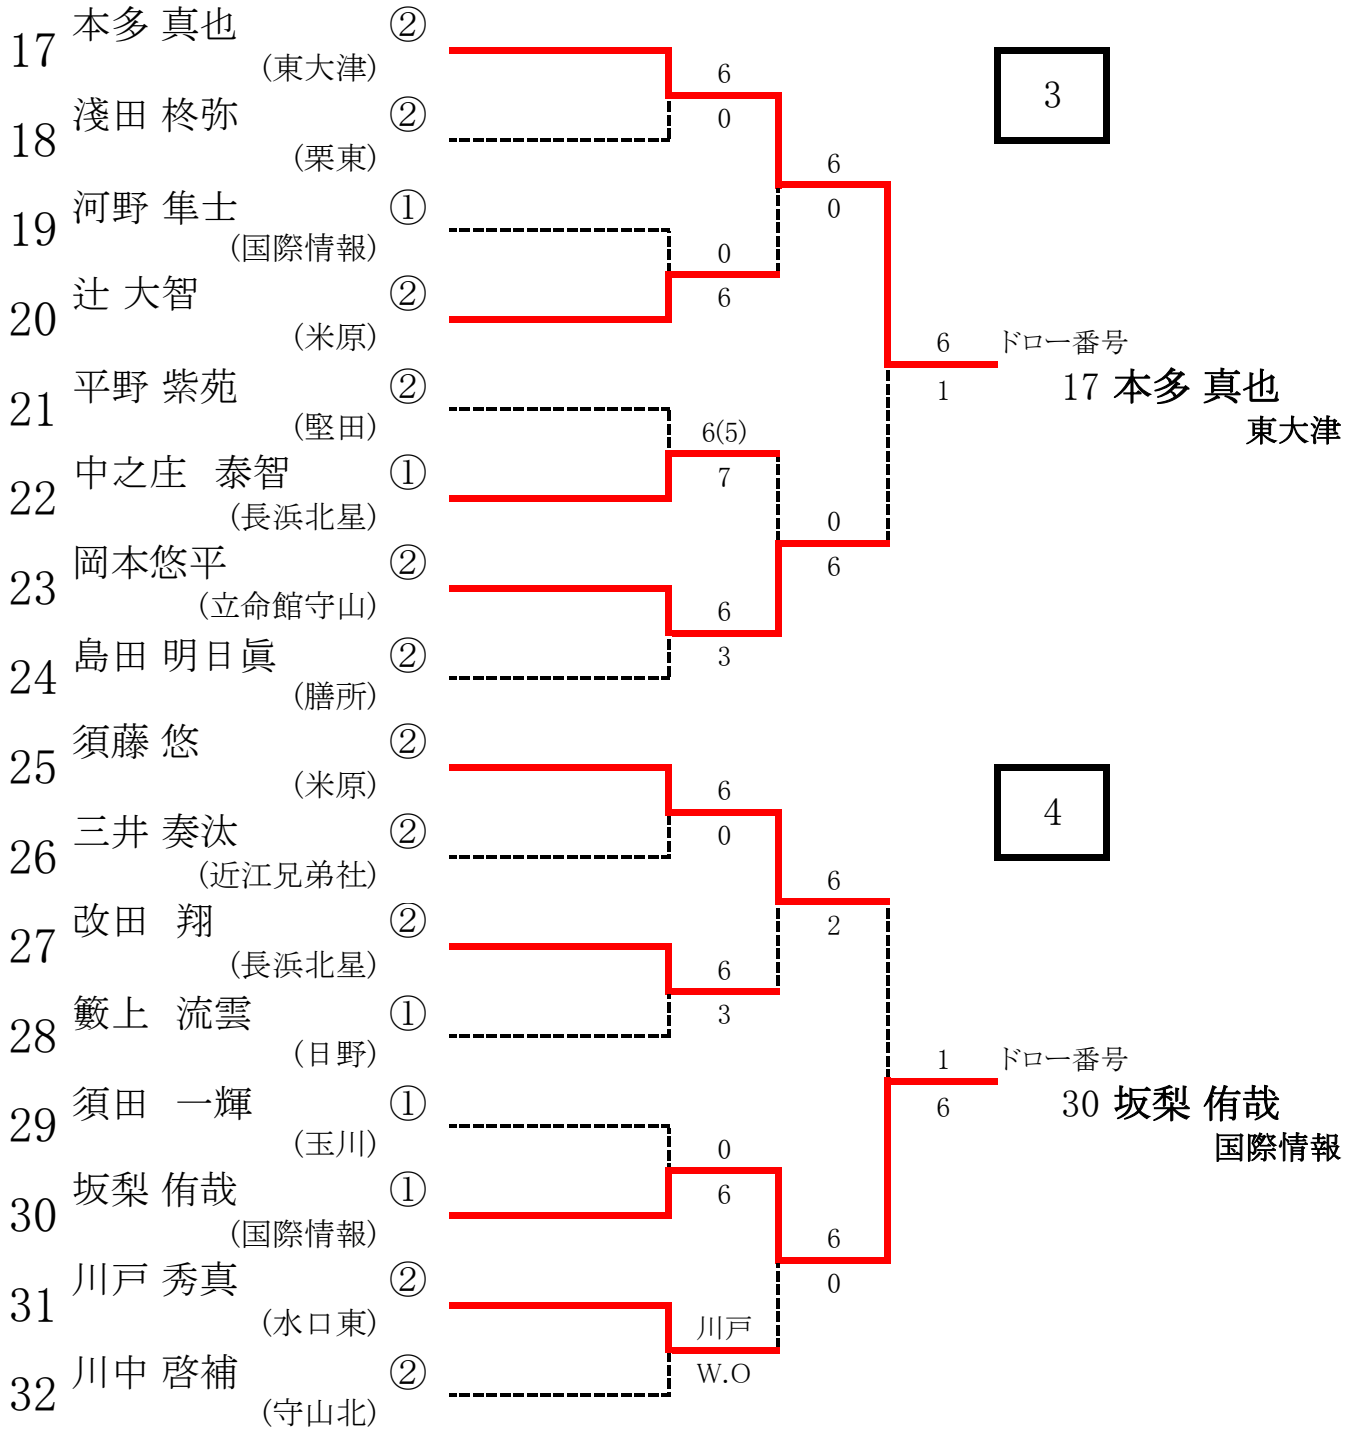 17 本多 真也 ②
(東大津)
18 淺田 柊弥 ②
(栗東)
19 河野 隼士 ①
(国際情報)
20 辻 大智 ②
(米原)
21 平野 紫苑 ②
(堅田)
22 中之庄 泰智 ①
(長浜北星)
23 岡本悠平 ②
(立命館守山)
24 島田 明日眞 ②
(膳所)
25 須藤 悠 ②
(米原)
26 三井 奏汰 ②
(近江兄弟社)
27 改田 翔 ②
(長浜北星)
28 籔上 流雲 ①
(日野)
29 須田 一輝 ①
(玉川)
30 坂梨 侑哉 ①
(国際情報)
31 川戸 秀真 ②
(水口東)
32 川中 啓補 ②
(守山北)
6
0
0
6
6(5)
7
6
3
6
0
6
3
0
6
川戸
W.O
6
0
0
6
6
2
6
0
6
1
1
6
3
ドロー番号
17 本多 真也
東大津
4
ドロー番号
30 坂梨 侑哉
国際情報